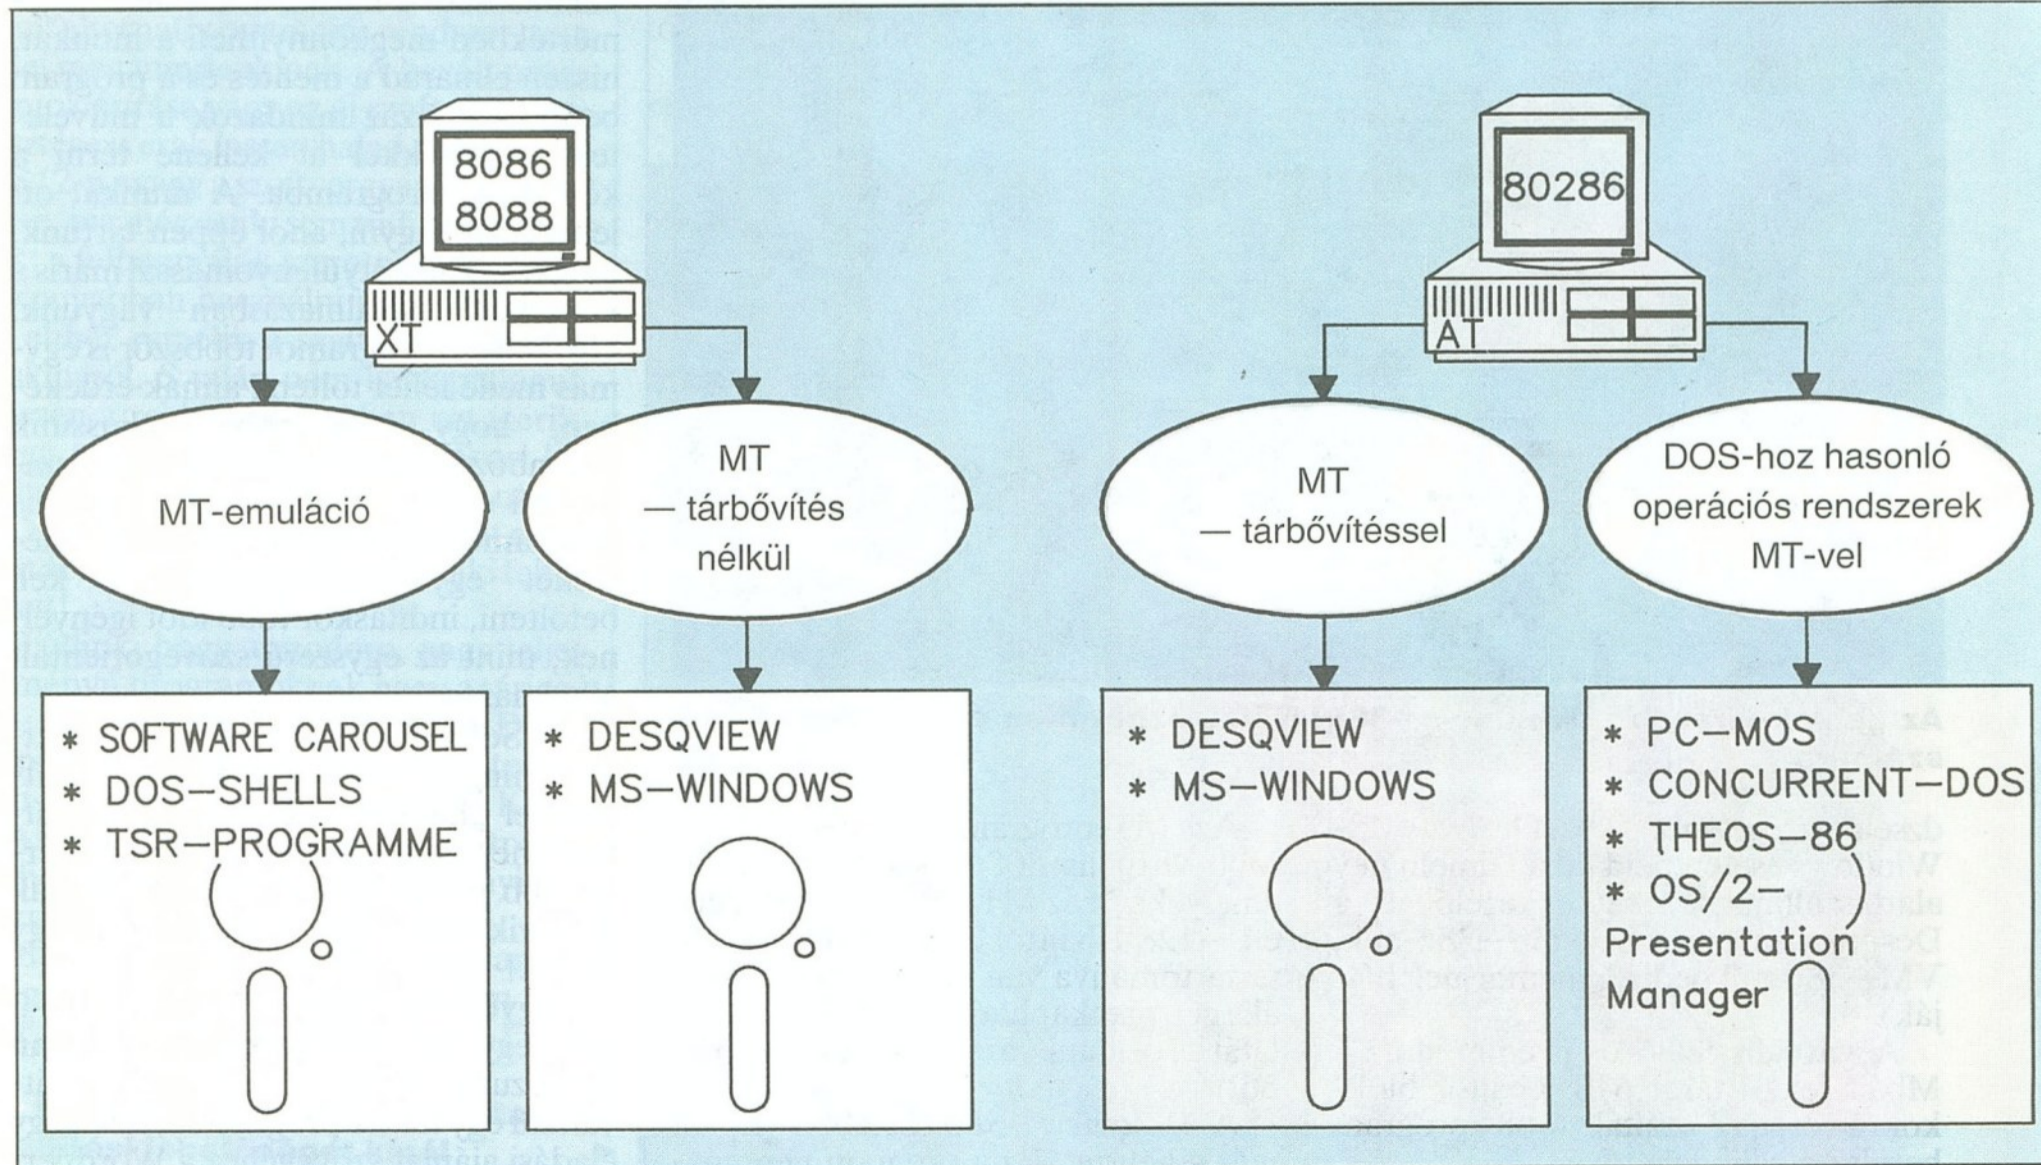 8086
8088
XT
80286
AT
MT-emuláció
MT
— tárbővítés
nélkül
MT
— tárbővítéssel
DOS-hoz hasonló
operációs rendszerek
MT-vel
* SOFTWARE CAROUSEL
* DOS–SHELLS
* TSR–PROGRAMME
* DESQVIEW
* MS–WINDOWS
* DESQVIEW
* MS–WINDOWS
* PC–MOS
* CONCURRENT–DOS
* THEOS–86
* OS/2–
Presentation
Manager